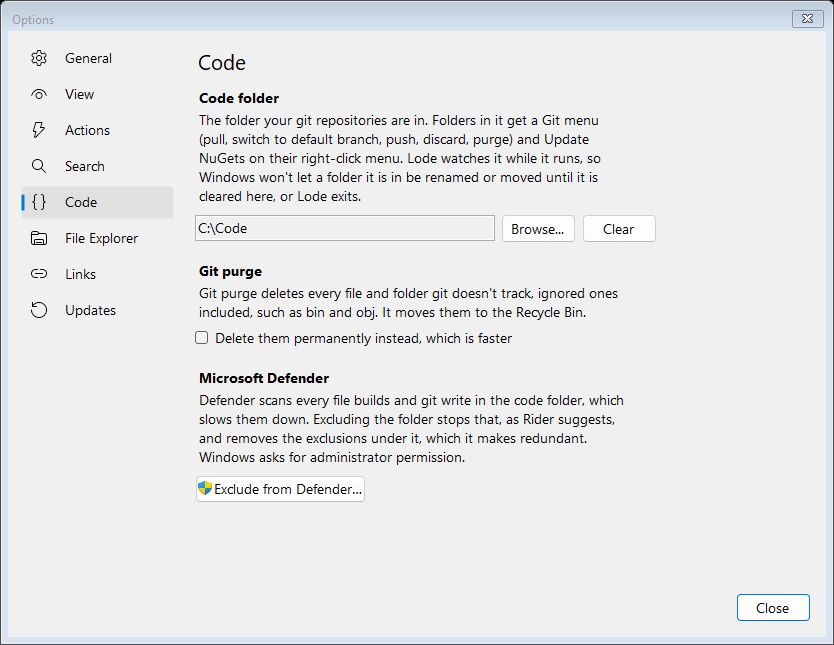 Options
General
View
Actions
Search
Code
File Explorer
Links
Updates
Code
Code folder
The folder your git repositories are in. Folders in it get a Git menu
(pull, switch to default branch, push, discard, purge) and Update
NuGets on their right-click menu. Lode watches it while it runs, so
Windows won't let a folder it is in be renamed or moved until it is
cleared here, or Lode exits.
C:\Code
Browse...
Clear
Git purge
Git purge deletes every file and folder git doesn't track, ignored ones
included, such as bin and obj. It moves them to the Recycle Bin.
Delete them permanently instead, which is faster
Microsoft Defender
Defender scans every file builds and git write in the code folder, which
slows them down. Excluding the folder stops that, as Rider suggests,
and removes the exclusions under it, which it makes redundant.
Windows asks for administrator permission.
Exclude from Defender...
Close